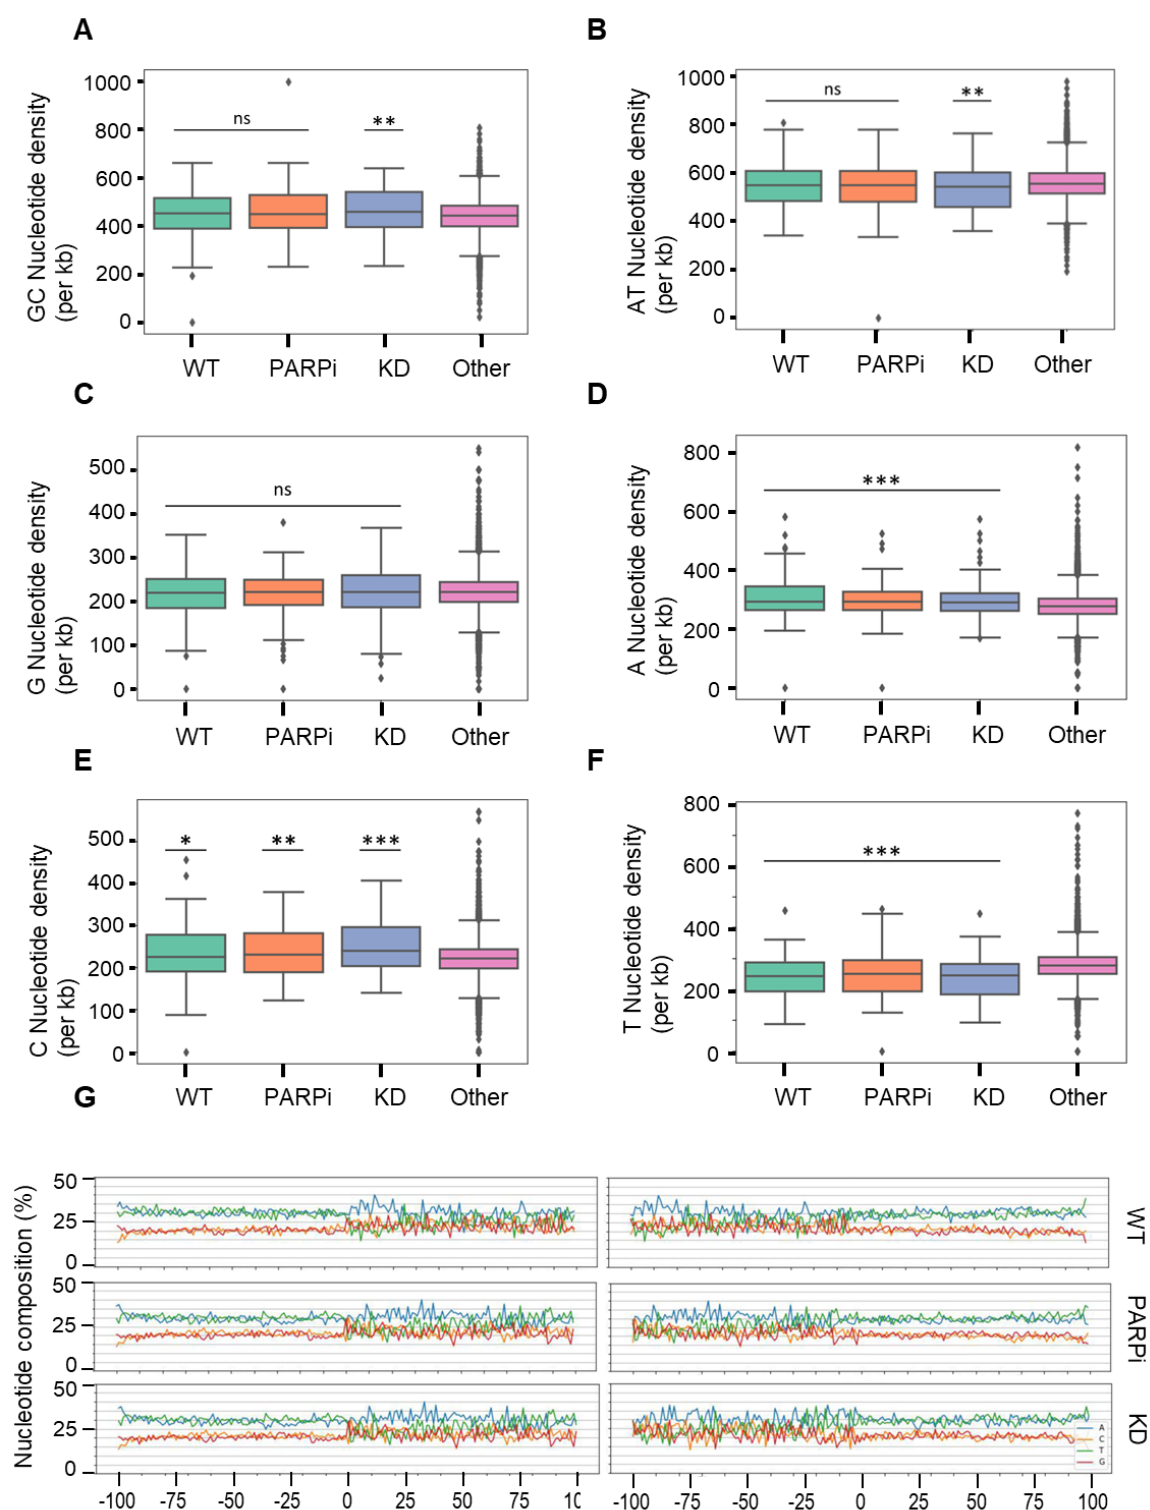 A
GC Nucleotide density
(per kb)
1000
800
600
400
200
0
ns
**
WT PARPi KD Other
B
AT Nucleotide density
(per kb)
1000
800
600
400
200
0
ns
**
WT PARPi KD Other
C
G Nucleotide density
(per kb)
500
400
300
200
100
0
ns
WT PARPi KD Other
D
A Nucleotide density
(per kb)
800
600
400
200
0
***
WT PARPi KD Other
E
C Nucleotide density
(per kb)
500
400
300
200
100
0
* ** ***
WT PARPi KD Other
F
T Nucleotide density
(per kb)
800
600
400
200
0
***
WT PARPi KD Other
G
Nucleotide composition (%)
50
25
0
WT
50
25
0
PARPi
50
25
0
KD
A
C
T
G
-100 -75 -50 -25 0 25 50 75
-100 -75 -50 -25 0 25 50 75 100